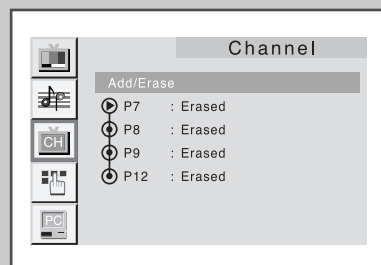 Channel
Add/Erase
P7 : Erased
P8 : Erased
CH
P9 : Erased
P12 : Erased
PC